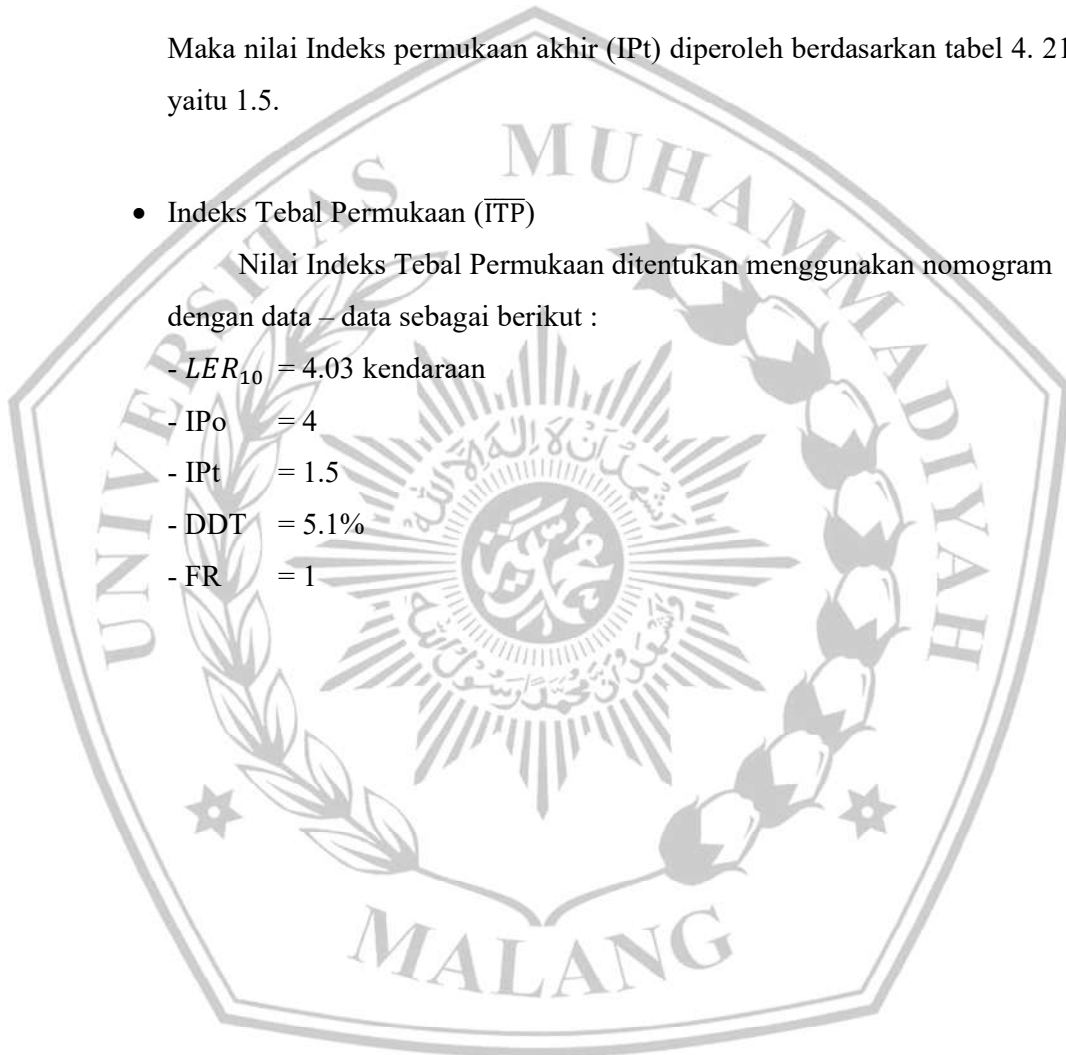 Maka nilai Indeks permukaan akhir (IPt) diperoleh berdasarkan tabel 4. 21
yaitu 1.5.
• Indeks Tebal Permukaan (I̅T̅P̅)
Nilai Indeks Tebal Permukaan ditentukan menggunakan nomogram
dengan data – data sebagai berikut :
- LER₁₀ = 4.03 kendaraan
- IPo = 4
- IPt = 1.5
- DDT = 5.1%
- FR = 1
UNIVERSITAS MUHAMMADIYAH
MALANG